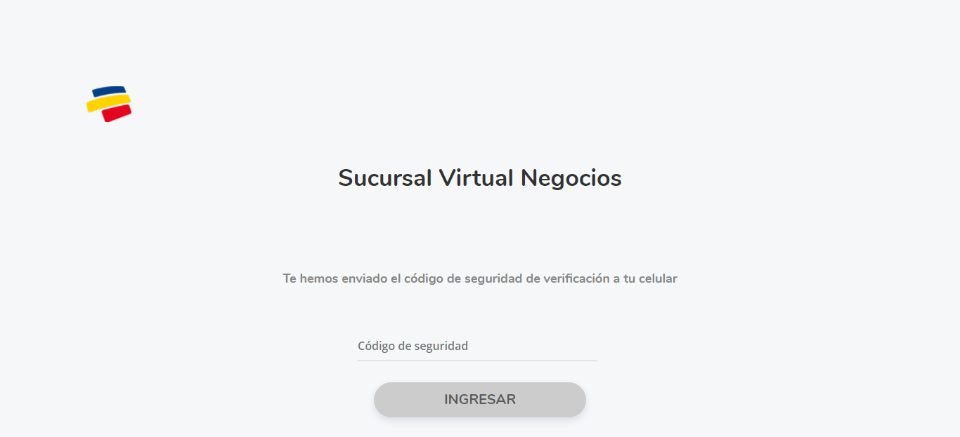 Sucursal Virtual Negocios
Te hemos enviado el código de seguridad de verificación a tu celular
Código de seguridad
INGRESAR